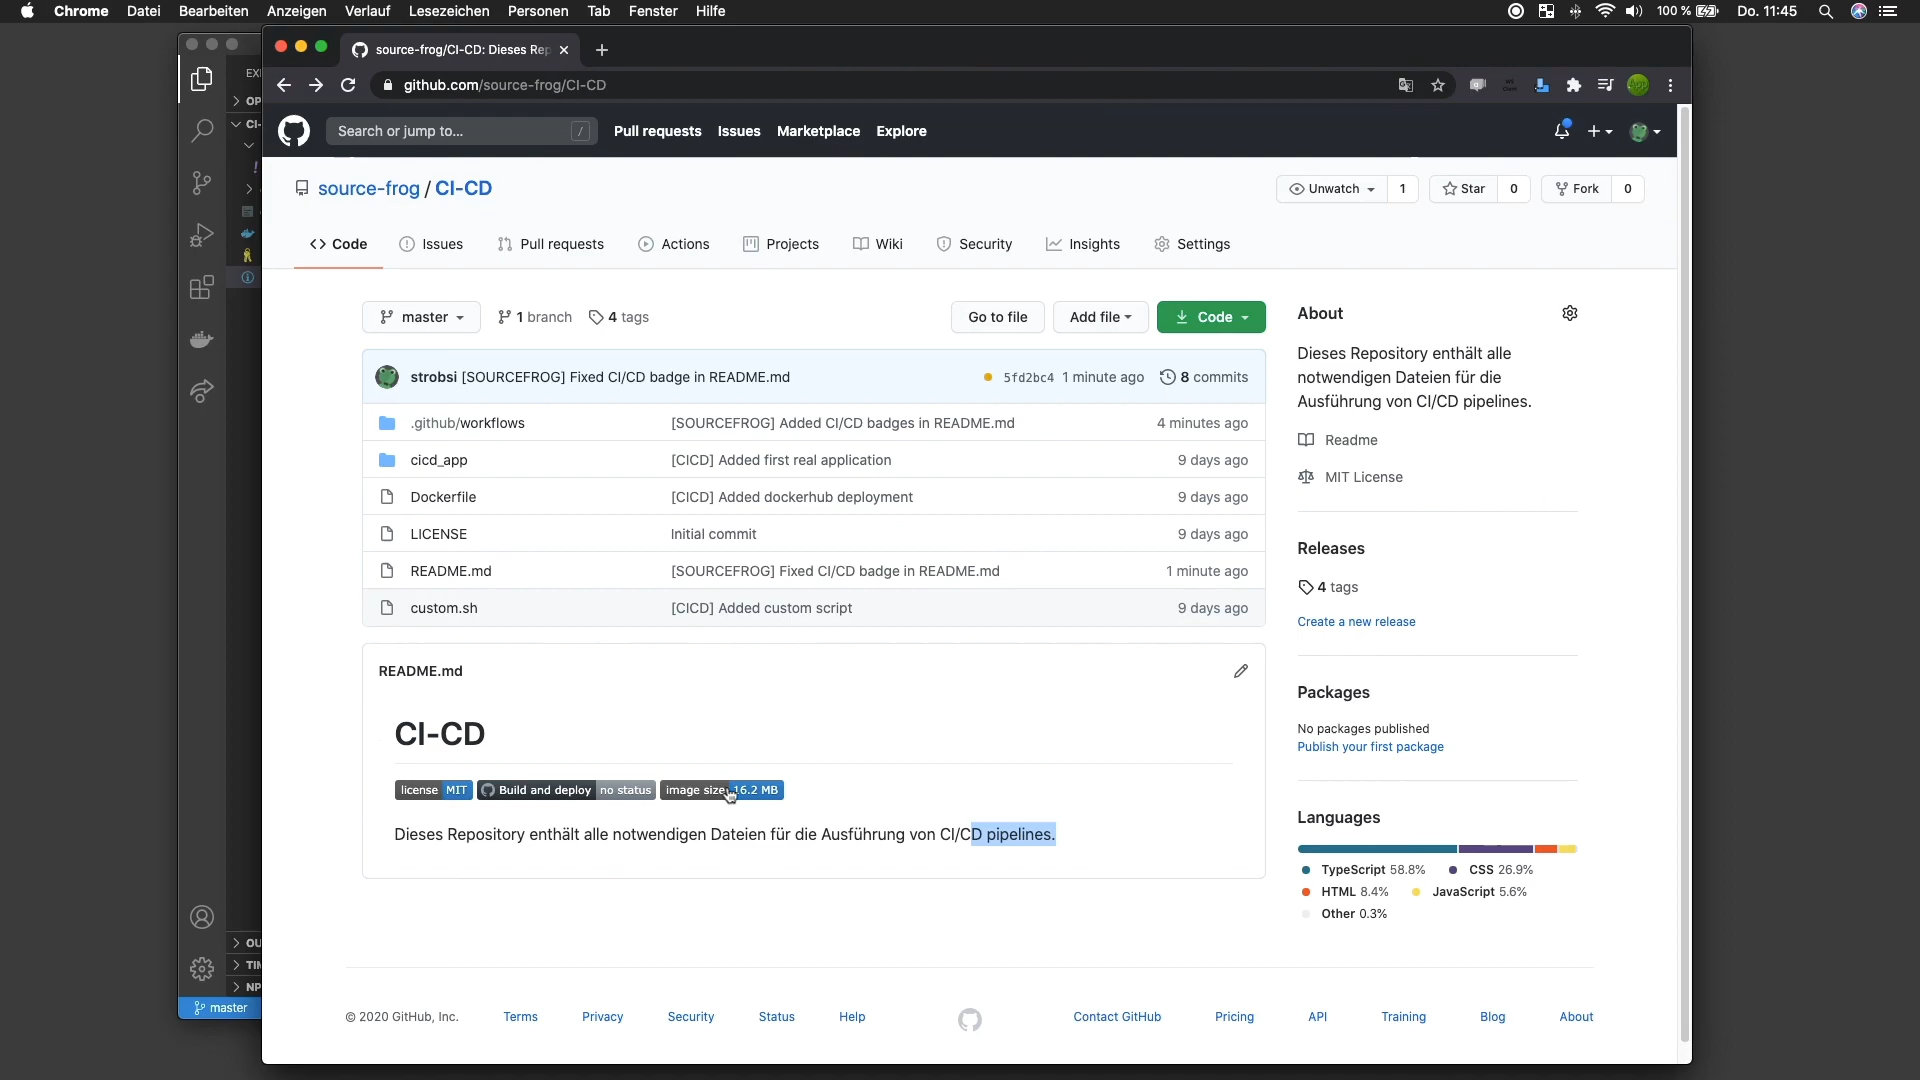 Chrome Datei Bearbeiten Anzeigen Verlauf Lesezeichen Personen Tab Fenster Hilfe 100 % Do. 11:45
source-frog/CI-CD: Dieses Rep
github.com/source-frog/CI-CD
Search or jump to... / Pull requests Issues Marketplace Explore
source-frog / CI-CD Unwatch 1 Star 0 Fork 0
Code Issues Pull requests Actions Projects Wiki Security Insights Settings
master 1 branch 4 tags Go to file Add file Code
strobsi [SOURCEFROG] Fixed CI/CD badge in README.md 5fd2bc4 1 minute ago 8 commits
.github/workflows [SOURCEFROG] Added CI/CD badges in README.md 4 minutes ago
cicd_app [CICD] Added first real application 9 days ago
Dockerfile [CICD] Added dockerhub deployment 9 days ago
LICENSE Initial commit 9 days ago
README.md [SOURCEFROG] Fixed CI/CD badge in README.md 1 minute ago
custom.sh [CICD] Added custom script 9 days ago
README.md
CI-CD
license MIT Build and deploy no status image size 16.2 MB
Dieses Repository enthält alle notwendigen Dateien für die Ausführung von CI/CD pipelines.
About
Dieses Repository enthält alle
notwendigen Dateien für die
Ausführung von CI/CD pipelines.
Readme
MIT License
Releases
4 tags
Create a new release
Packages
No packages published
Publish your first package
Languages
TypeScript 58.8% CSS 26.9%
HTML 8.4% JavaScript 5.6%
Other 0.3%
© 2020 GitHub, Inc. Terms Privacy Security Status Help Contact GitHub Pricing API Training Blog About
EX
OP
CI-
OU
TIM
NP
master